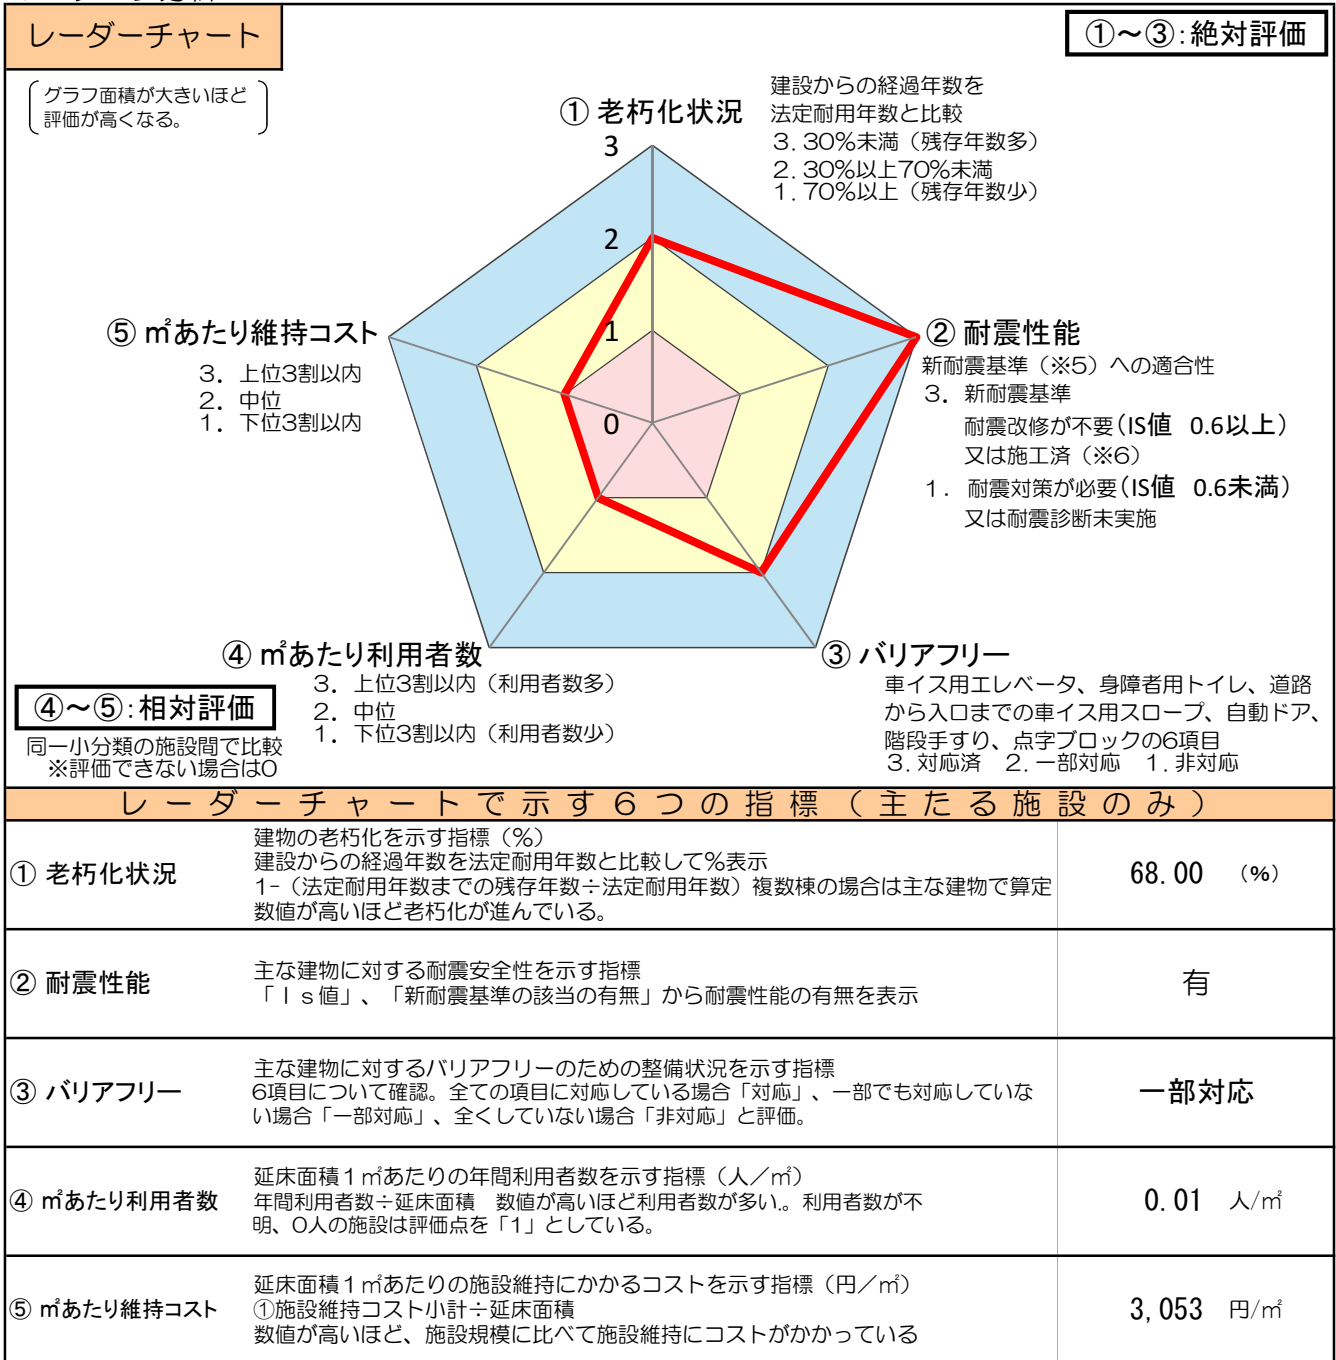 レーダーチャート
①～③:絶対評価
グラフ面積が大きいほど
評価が高くなる。
① 老朽化状況
建設からの経過年数を
法定耐用年数と比較
3. 30%未満（残存年数多）
2. 30%以上70%未満
1. 70%以上（残存年数少）
3
2
1
0
⑤ ㎡あたり維持コスト
3. 上位3割以内
2. 中位
1. 下位3割以内
② 耐震性能
新耐震基準（※5）への適合性
3. 新耐震基準
耐震改修が不要(IS値 0.6以上)
又は施工済（※6）
1. 耐震対策が必要(IS値 0.6未満)
又は耐震診断未実施
④ ㎡あたり利用者数
3. 上位3割以内（利用者数多）
2. 中位
1. 下位3割以内（利用者数少）
③ バリアフリー
車イス用エレベータ、身障者用トイレ、道路
から入口までの車イス用スロープ、自動ドア、
階段手すり、点字ブロックの6項目
3. 対応済 2. 一部対応 1. 非対応
④～⑤:相対評価
同一小分類の施設間で比較
※評価できない場合は0
レーダーチャートで示す6つの指標（主たる施設のみ）
① 老朽化状況
建物の老朽化を示す指標（%）
建設からの経過年数を法定耐用年数と比較して%表示
1-（法定耐用年数までの残存年数÷法定耐用年数）複数棟の場合は主な建物で算定
数値が高いほど老朽化が進んでいる。
68.00 (%)
② 耐震性能
主な建物に対する耐震安全性を示す指標
「Ｉｓ値」、「新耐震基準の該当の有無」から耐震性能の有無を表示
有
③ バリアフリー
主な建物に対するバリアフリーのための整備状況を示す指標
6項目について確認。全ての項目に対応している場合「対応」、一部でも対応していな
い場合「一部対応」、全くしていない場合「非対応」と評価。
一部対応
④ ㎡あたり利用者数
延床面積１㎡あたりの年間利用者数を示す指標（人／㎡）
年間利用者数÷延床面積 数値が高いほど利用者数が多い。利用者数が不
明、0人の施設は評価点を「1」としている。
0.01 人/㎡
⑤ ㎡あたり維持コスト
延床面積１㎡あたりの施設維持にかかるコストを示す指標（円／㎡）
①施設維持コスト小計÷延床面積
数値が高いほど、施設規模に比べて施設維持にコストがかかっている
3,053 円/㎡